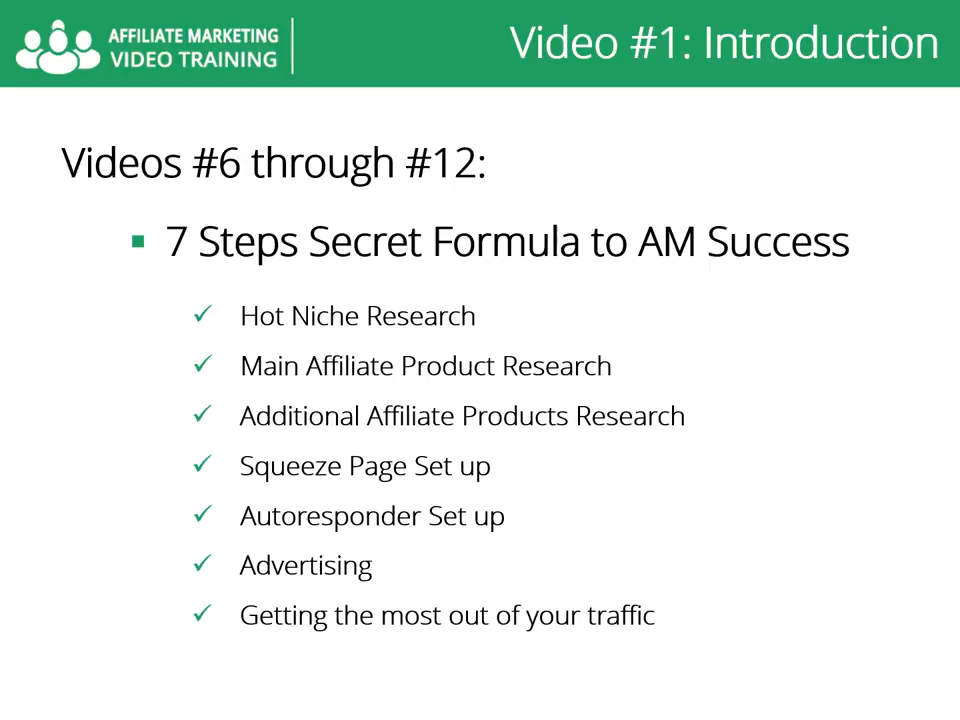 AFFILIATE MARKETING
VIDEO TRAINING
Video #1: Introduction
Videos #6 through #12:
7 Steps Secret Formula to AM Success
Hot Niche Research
Main Affiliate Product Research
Additional Affiliate Products Research
Squeeze Page Set up
Autoresponder Set up
Advertising
Getting the most out of your traffic